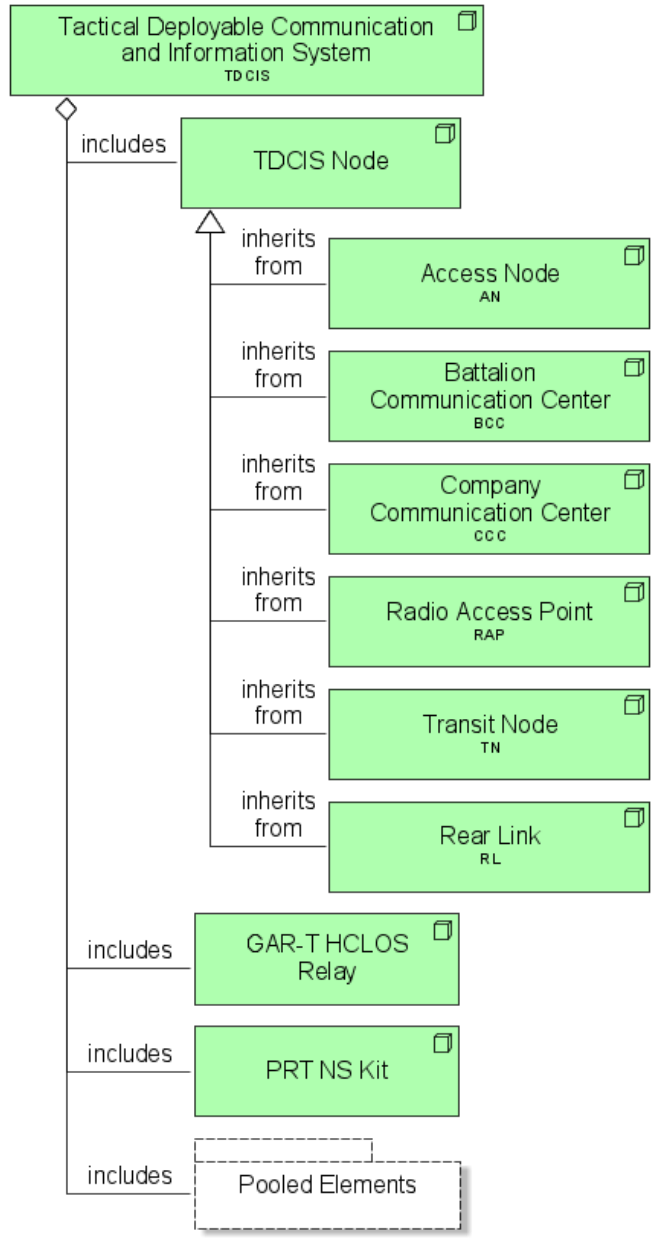 Tactical Deployable Communication
and Information System
TDCIS
includes
TDCIS Node
inherits
from
Access Node
AN
inherits
from
Battalion
Communication Center
BCC
inherits
from
Company
Communication Center
CCC
inherits
from
Radio Access Point
RAP
inherits
from
Transit Node
TN
inherits
from
Rear Link
RL
includes
GAR-T HCLOS
Relay
includes
PRT NS Kit
includes
Pooled Elements